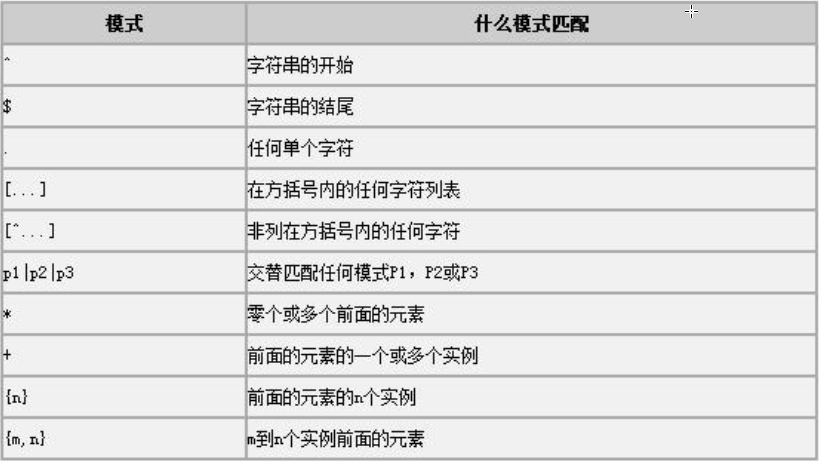 模式 什么模式匹配
^ 字符串的开始
$ 字符串的结尾
. 任何单个字符
[...] 在方括号内的任何字符列表
[^...] 非列在方括号内的任何字符
p1|p2|p3 交替匹配任何模式P1，P2或P3
* 零个或多个前面的元素
+ 前面的元素的一个或多个实例
{n} 前面的元素的n个实例
{m,n} m到n个实例前面的元素